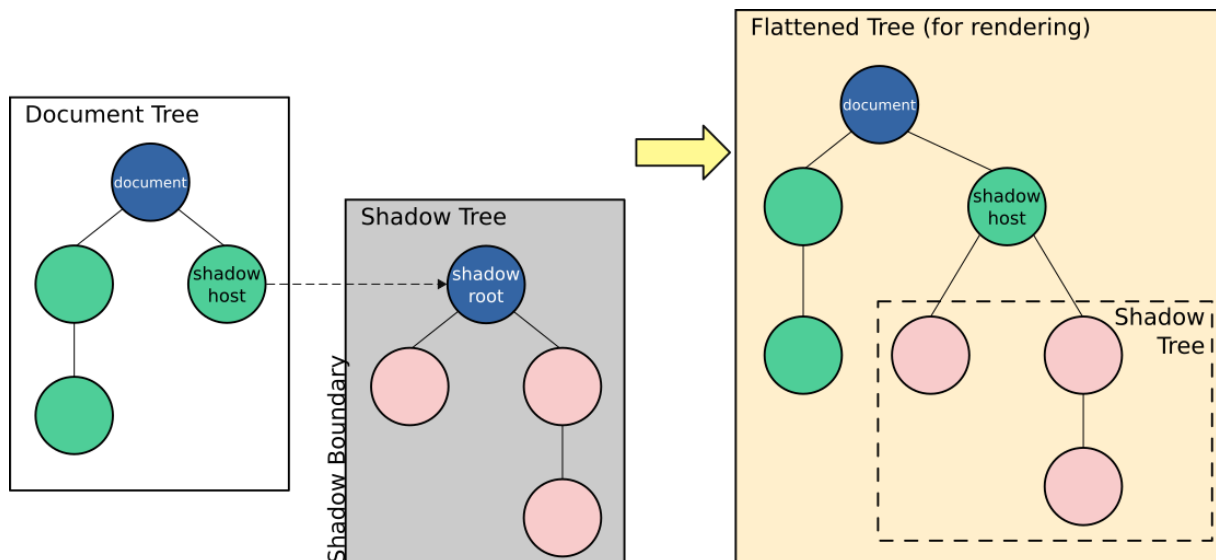 Document Tree
document
shadow
host
Shadow Boundary
Shadow Tree
shadow
root
Flattened Tree (for rendering)
document
shadow
host
Shadow
Tree